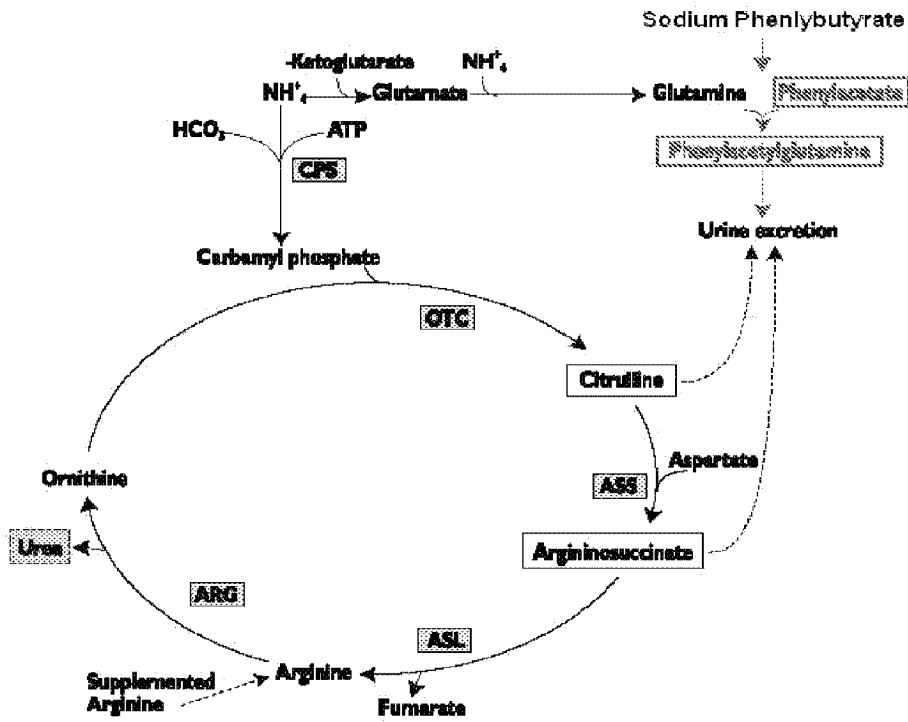 Sodium Phenlybutyrate
-Katoglutarate
NH⁺₄
NH⁺₄
Glutamate
Glutamine
Phenylacetate
HCO₃
ATP
Phenylacetylglutamine
CPS
Urine excretion
Carbamyl phosphate
OTC
Citrulline
Aspartate
Ornithine
ASS
Urea
Argininosuccinate
ARG
ASL
Arginine
Supplemented
Arginine
Fumarate